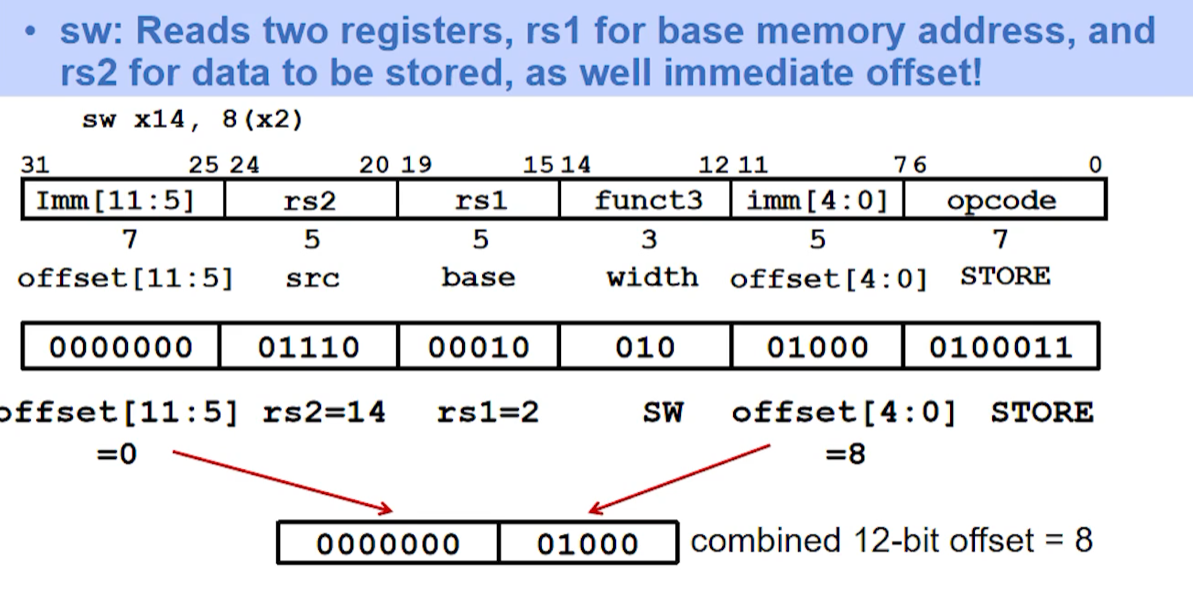 • sw: Reads two registers, rs1 for base memory address, and
rs2 for data to be stored, as well immediate offset!
sw x14, 8(x2)
31 25 24 20 19 15 14 12 11 7 6 0
Imm[11:5] rs2 rs1 funct3 imm[4:0] opcode
7 5 5 3 5 7
offset[11:5] src base width offset[4:0] STORE
0000000 01110 00010 010 01000 0100011
offset[11:5] rs2=14 rs1=2 SW offset[4:0] STORE
=0 =8
0000000 01000 combined 12-bit offset = 8